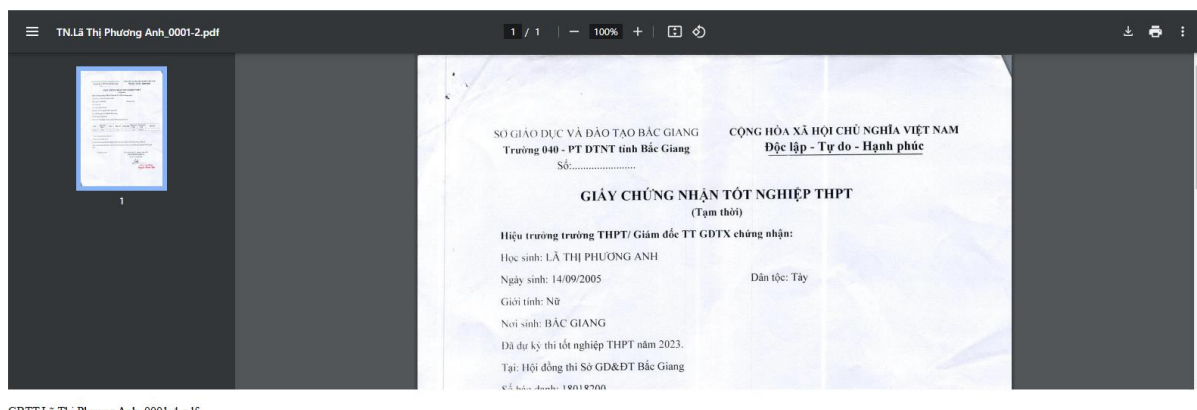 TN.Lã Thị Phương Anh_0001-2.pdf
1 / 1
100%
1
SỞ GIÁO DỤC VÀ ĐÀO TẠO BẮC GIANG
Trường 040 - PT DTNT tỉnh Bắc Giang
Số:........................
CỘNG HÒA XÃ HỘI CHỦ NGHĨA VIỆT NAM
Độc lập - Tự do - Hạnh phúc
GIẤY CHỨNG NHẬN TỐT NGHIỆP THPT
(Tạm thời)
Hiệu trưởng trường THPT/ Giám đốc TT GDTX chứng nhận:
Học sinh: LÃ THỊ PHƯƠNG ANH
Ngày sinh: 14/09/2005 Dân tộc: Tày
Giới tính: Nữ
Nơi sinh: BẮC GIANG
Đã dự kỳ thi tốt nghiệp THPT năm 2023.
Tại: Hội đồng thi Sở GD&ĐT Bắc Giang
Số báo danh: 18018200